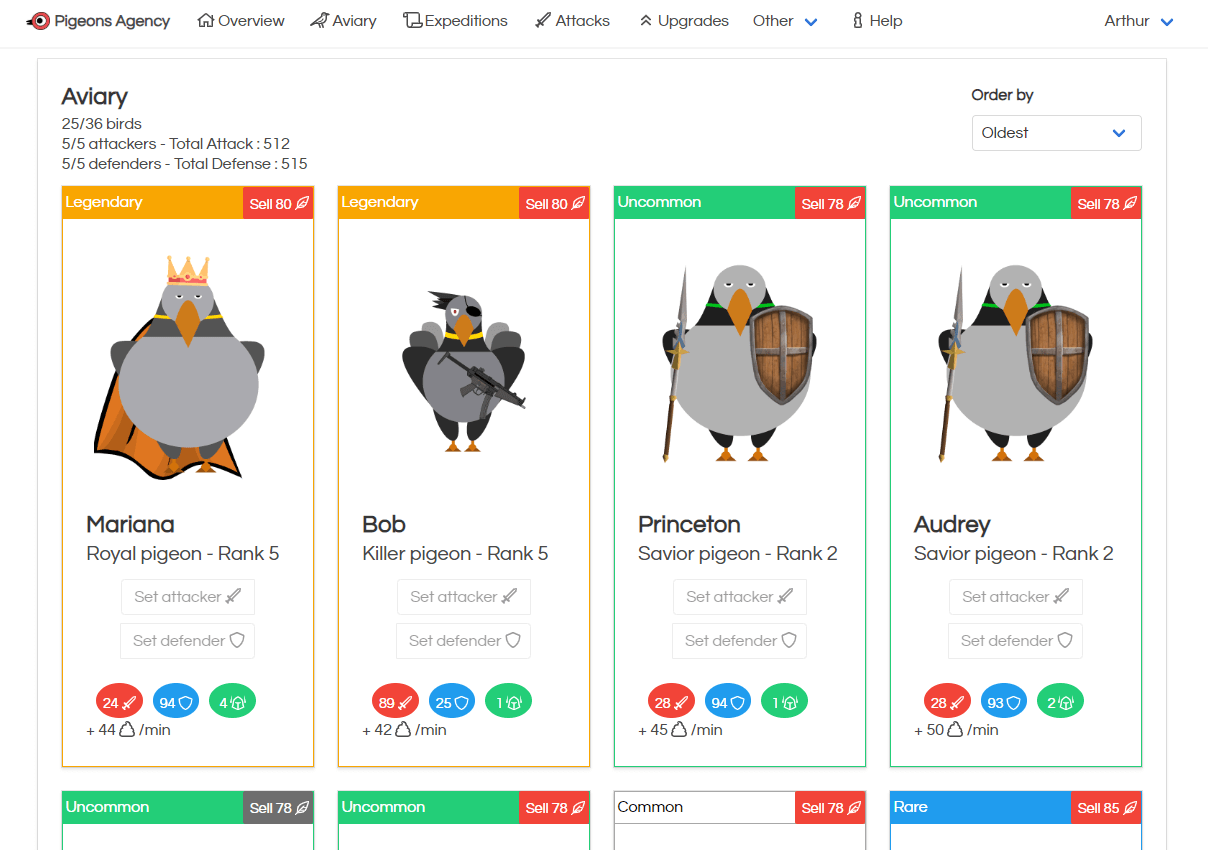 Pigeons Agency Overview Aviary Expeditions Attacks Upgrades Other Help Arthur
Aviary
25/36 birds
5/5 attackers - Total Attack : 512
5/5 defenders - Total Defense : 515
Order by
Oldest
Legendary Sell 80
Mariana
Royal pigeon - Rank 5
Set attacker
Set defender
24 94 4
+ 44 /min
Legendary Sell 80
Bob
Killer pigeon - Rank 5
Set attacker
Set defender
89 25 1
+ 42 /min
Uncommon Sell 78
Princeton
Savior pigeon - Rank 2
Set attacker
Set defender
28 94 1
+ 45 /min
Uncommon Sell 78
Audrey
Savior pigeon - Rank 2
Set attacker
Set defender
28 93 2
+ 50 /min
Uncommon Sell 78
Uncommon Sell 78
Common Sell 78
Rare Sell 85